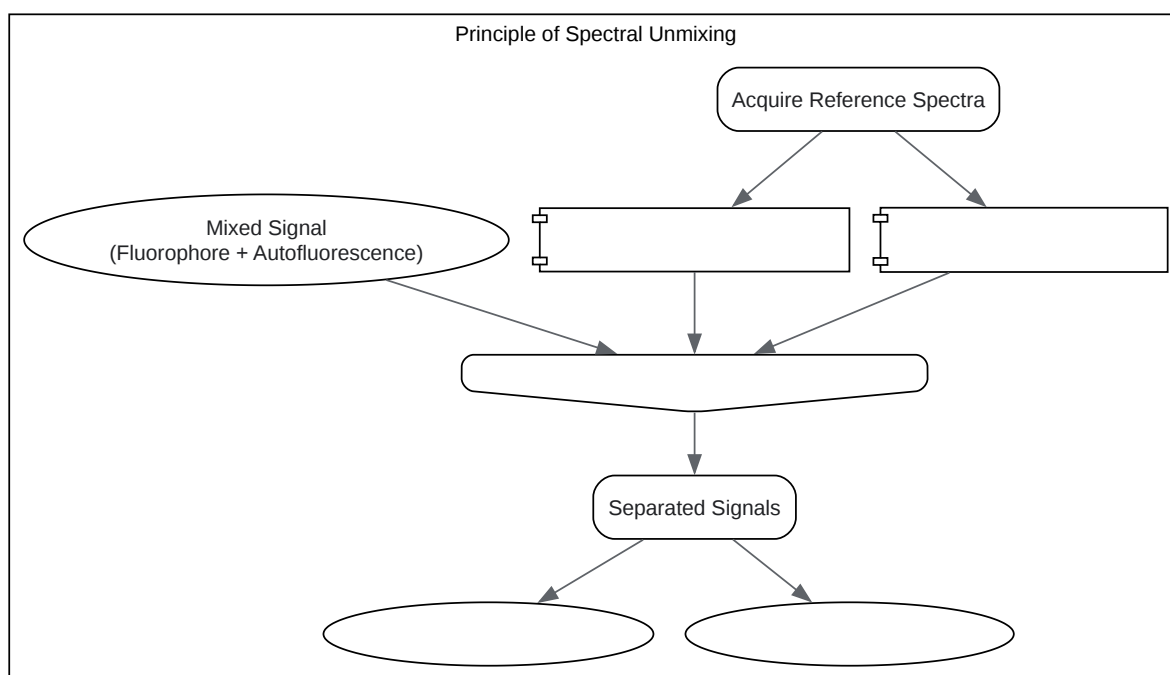 Principle of Spectral Unmixing
Acquire Reference Spectra
Mixed Signal
(Fluorophore + Autofluorescence)
Separated Signals